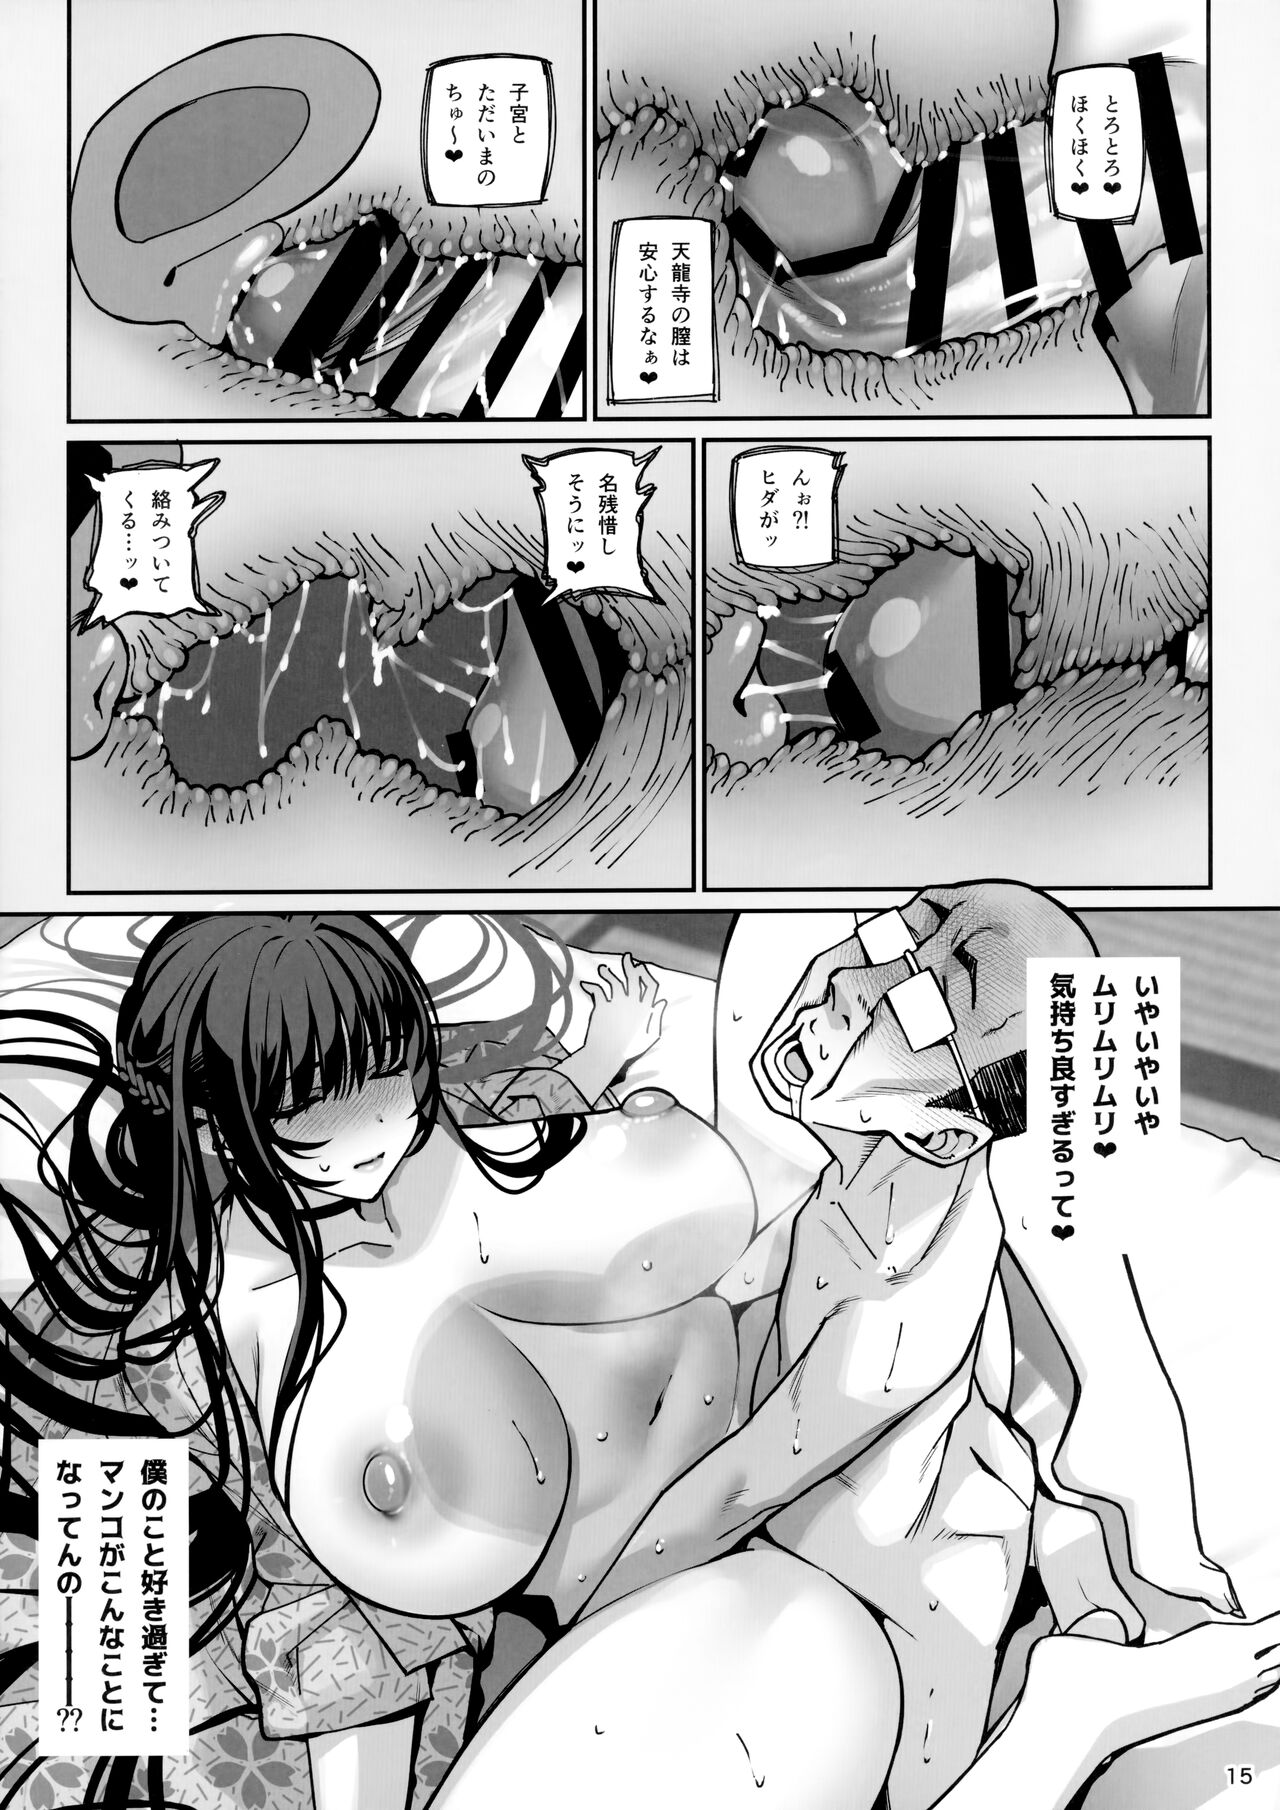 とろとろ♥
ほくほく♥
天龍寺の膣は
安心するなぁ♥
子宮と
ただいまの
ちゅ～♥
んぉ?!
ヒダがッ
名残惜し
そうにッ♥
絡みついて
くる…ッ♥
いやいやいや
ムリムリムリ♥
気持ち良すぎるって♥
僕のこと好き過ぎて…
マンコがこんなことに
なってんのーーーー??
15